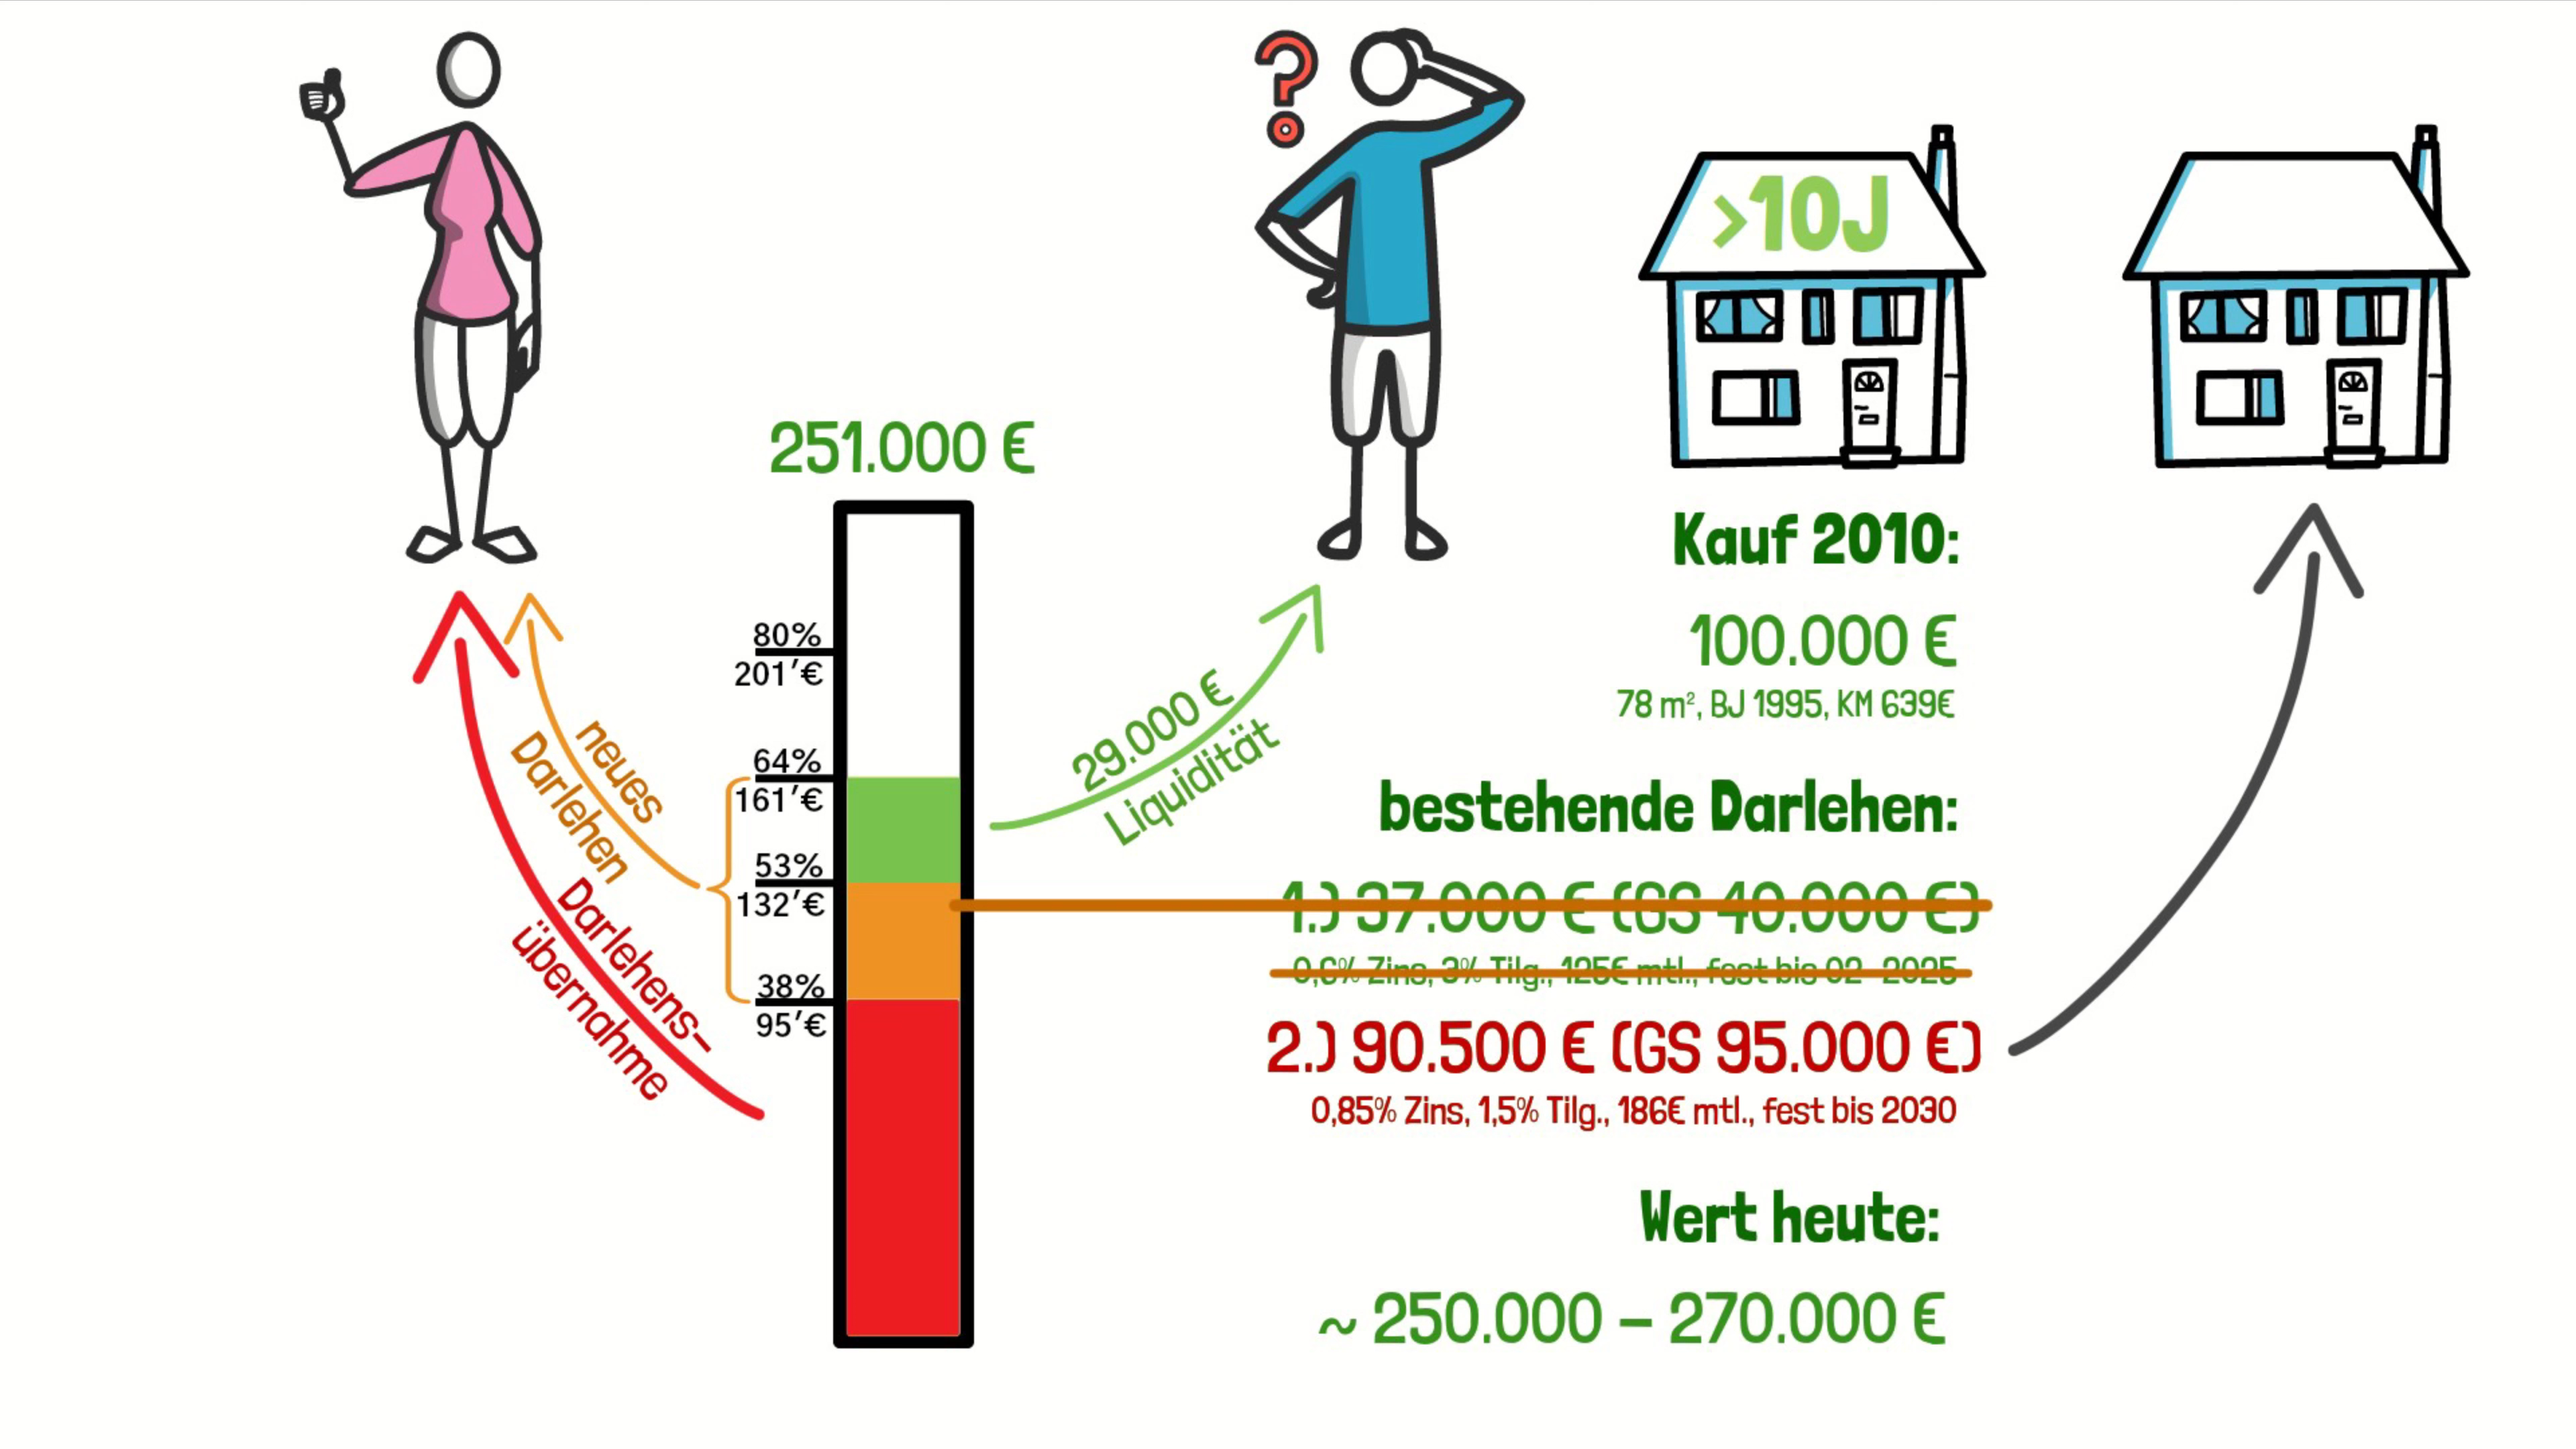 ?
>10J
251.000 €
80%
201'€
64%
161'€
53%
132'€
38%
95'€
neues
Darlehen
Darlehens-
übernahme
29.000 €
Liquidität
Kauf 2010:
100.000 €
78 m², BJ 1995, KM 639€
bestehende Darlehen:
1.) 37.000 € (GS 40.000 €)
0,6% Zins, 3% Tilg., 125€ mtl., fest bis 02-2025
2.) 90.500 € (GS 95.000 €)
0,85% Zins, 1,5% Tilg., 186€ mtl., fest bis 2030
Wert heute:
~ 250.000 – 270.000 €